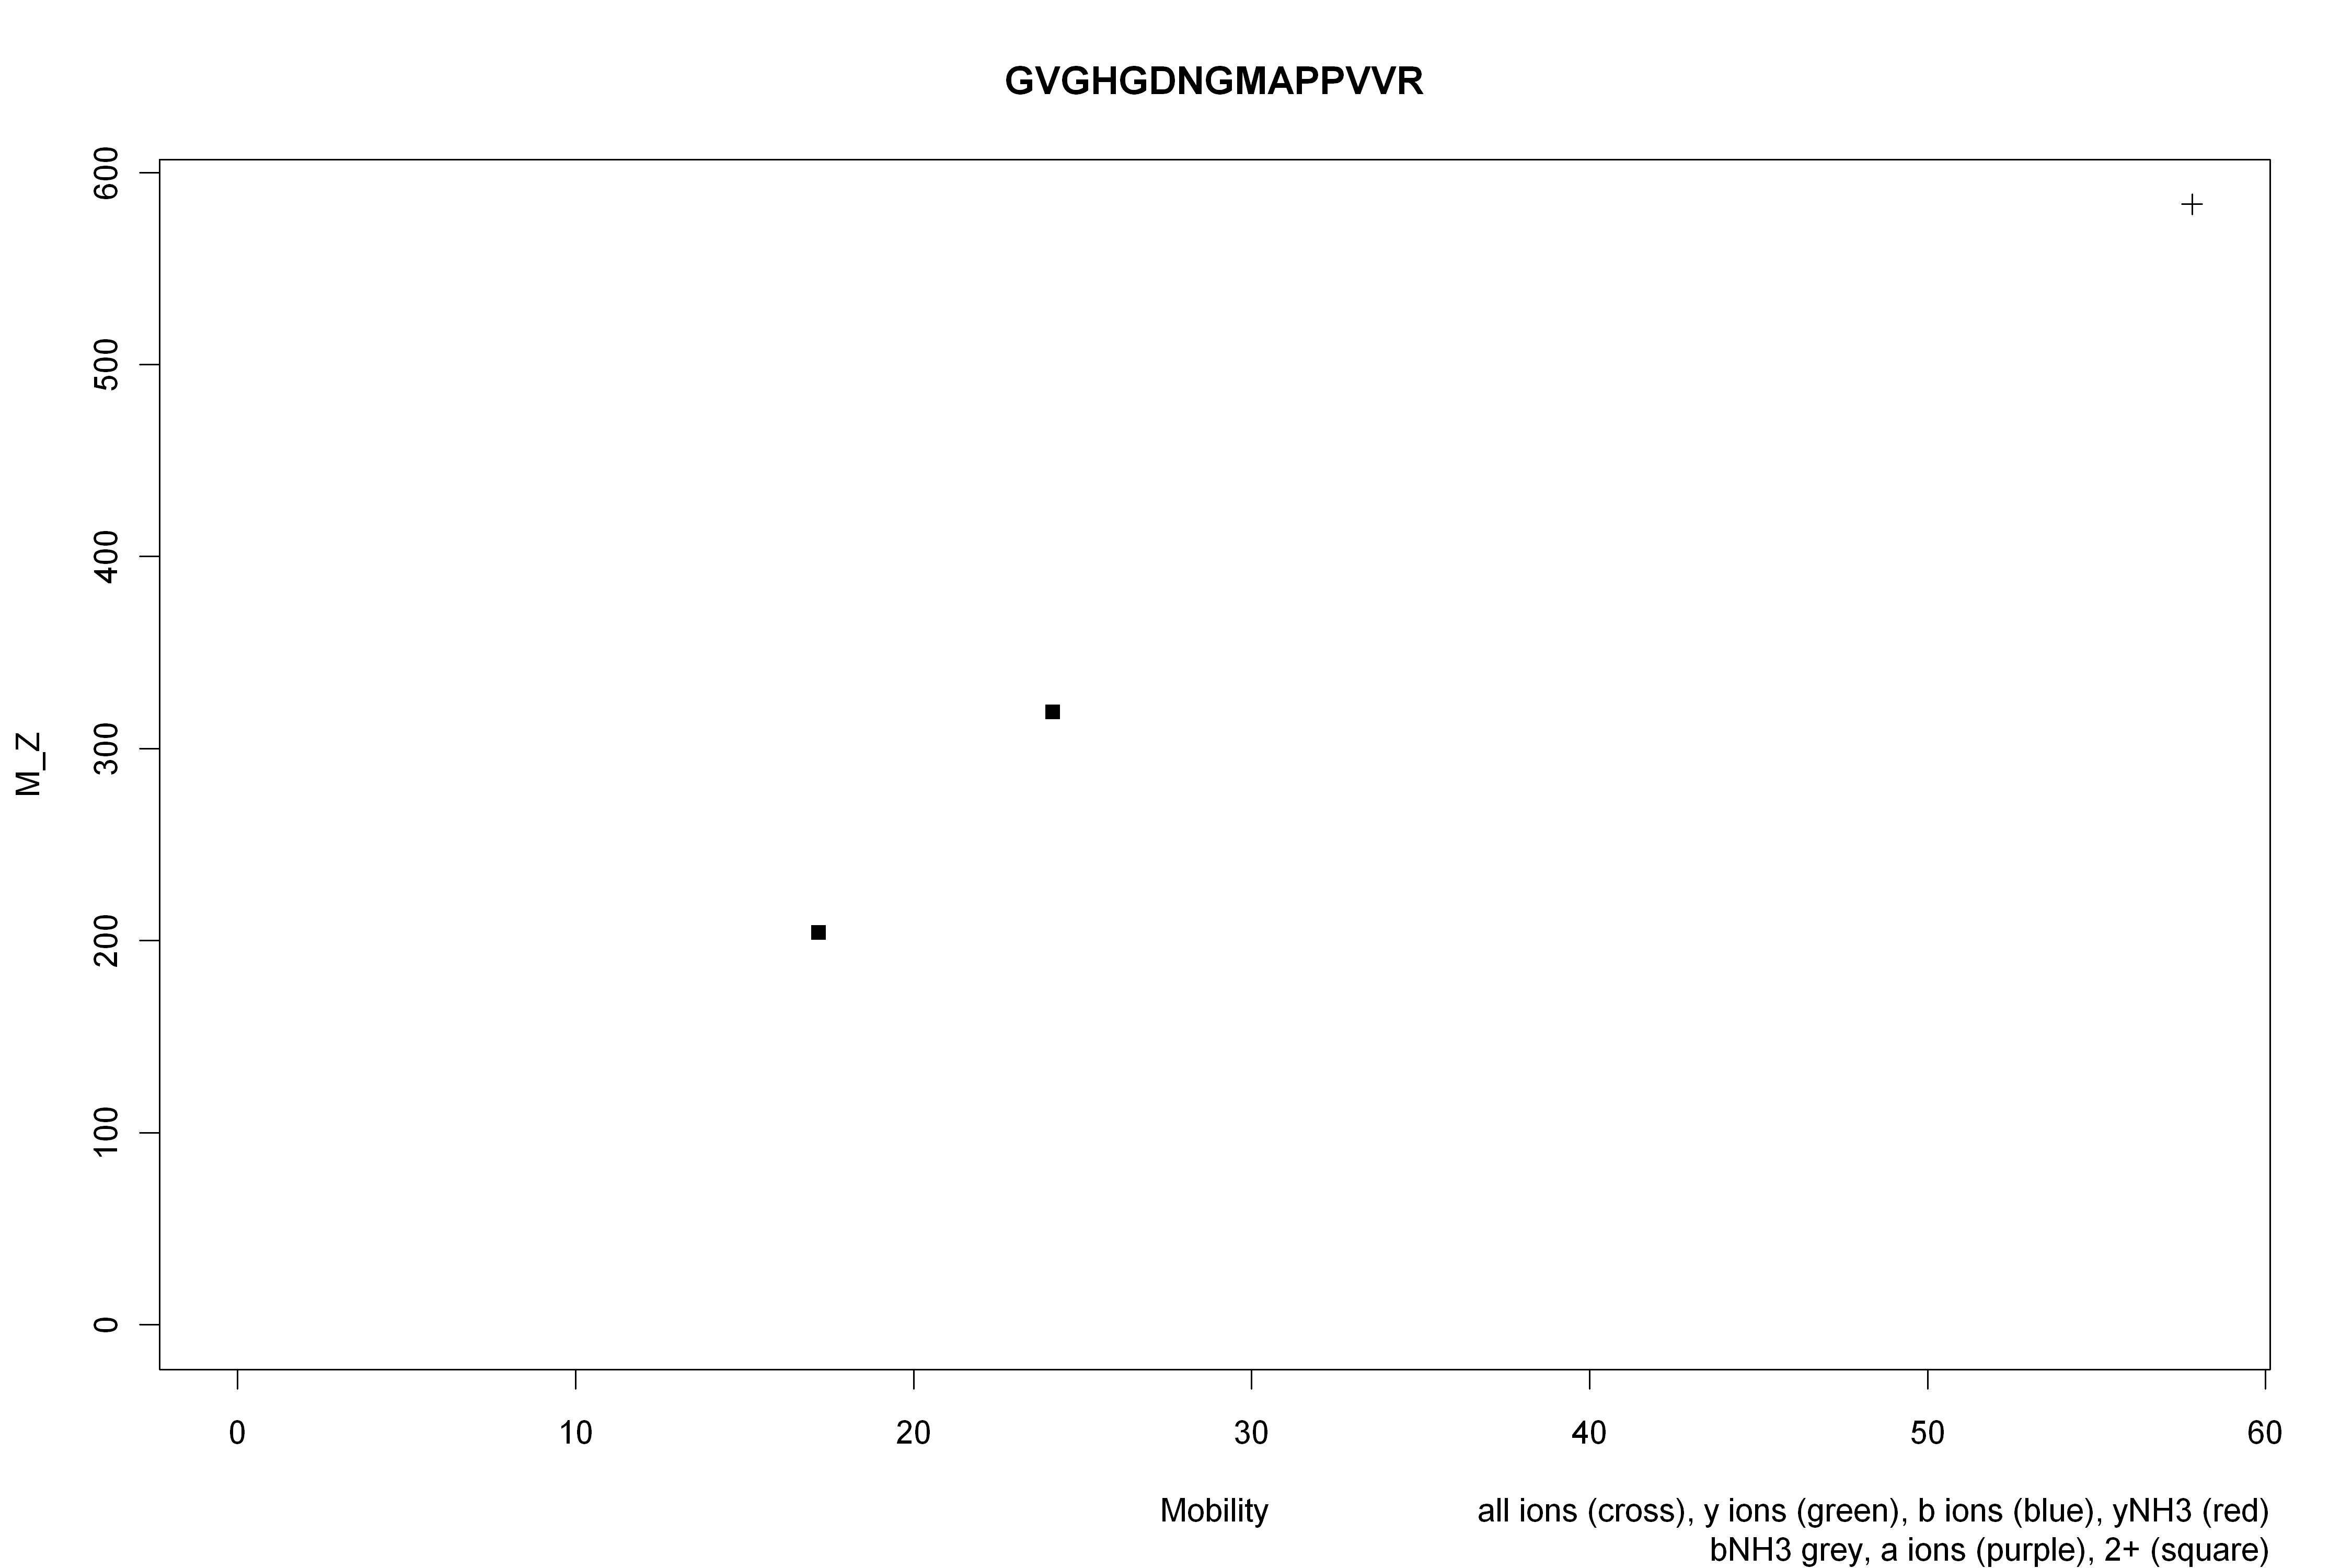 GVGHGDNGMAPPVVR
600
500
400
300
200
100
0
M_Z
0 10 20 30 40 50 60
Mobility
all ions (cross), y ions (green), b ions (blue), yNH3 (red)
bNH3 grey, a ions (purple), 2+ (square)